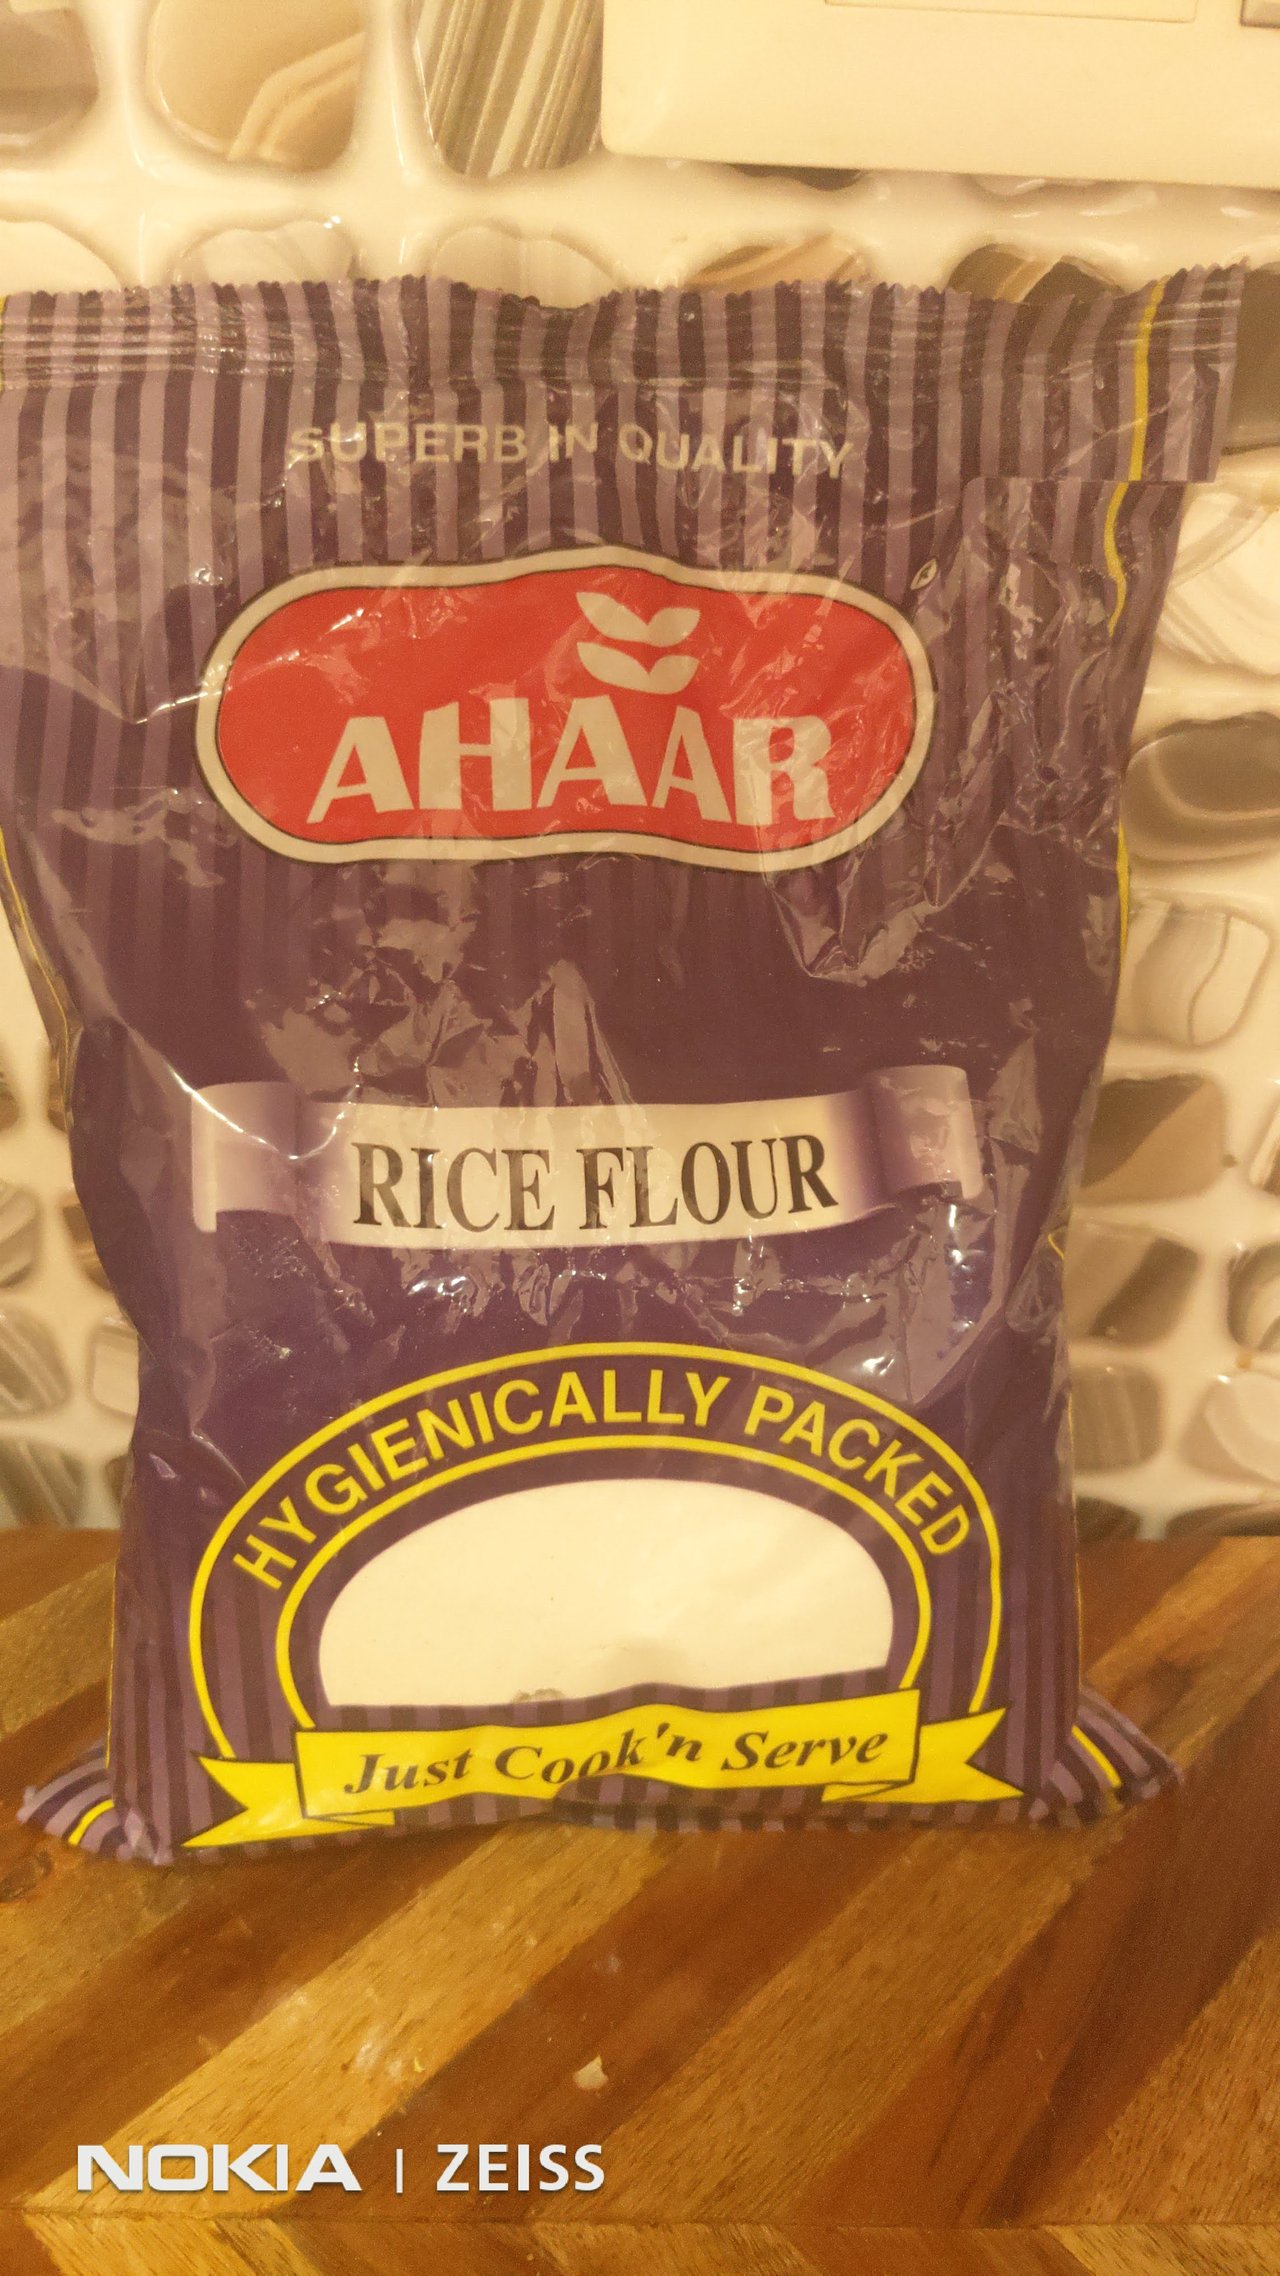 SUPERB IN QUALITY
AHAAR
RICE FLOUR
HYGIENICALLY PACKED
Just Cook'n Serve
NOKIA | ZEISS